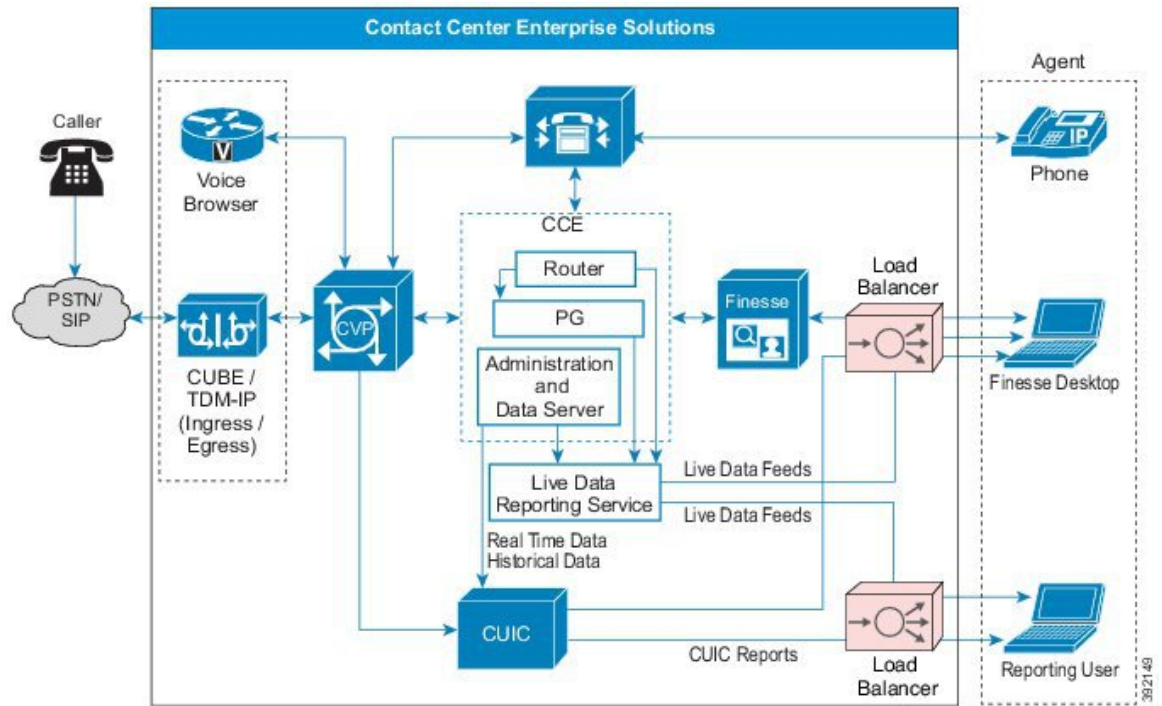 Contact Center Enterprise Solutions
Agent
Caller
V
Voice
Browser
IP
Phone
CCE
Router
PG
Administration
and
Data Server
PSTN/
SIP
CUBE /
TDM-IP
(Ingress /
Egress)
CVP
Finesse
Load
Balancer
Finesse Desktop
Live Data
Reporting Service
Live Data Feeds
Live Data Feeds
Real Time Data
Historical Data
CUIC
CUIC Reports
Load
Balancer
Reporting User
392149